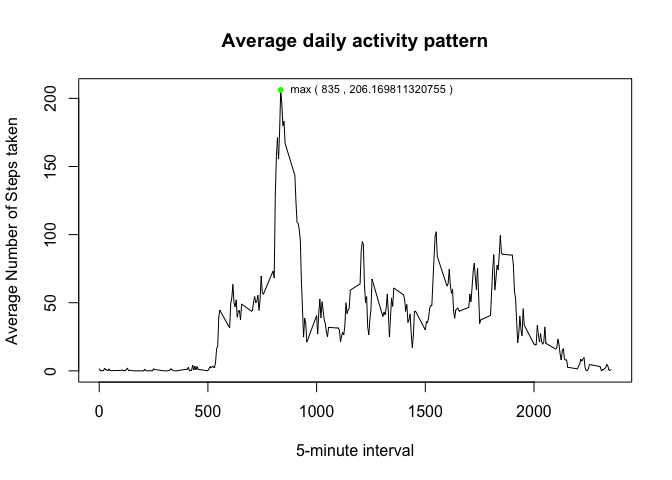 Average daily activity pattern
max ( 835 , 206.169811320755 )
Average Number of Steps taken
200
150
100
50
0
0 500 1000 1500 2000
5-minute interval